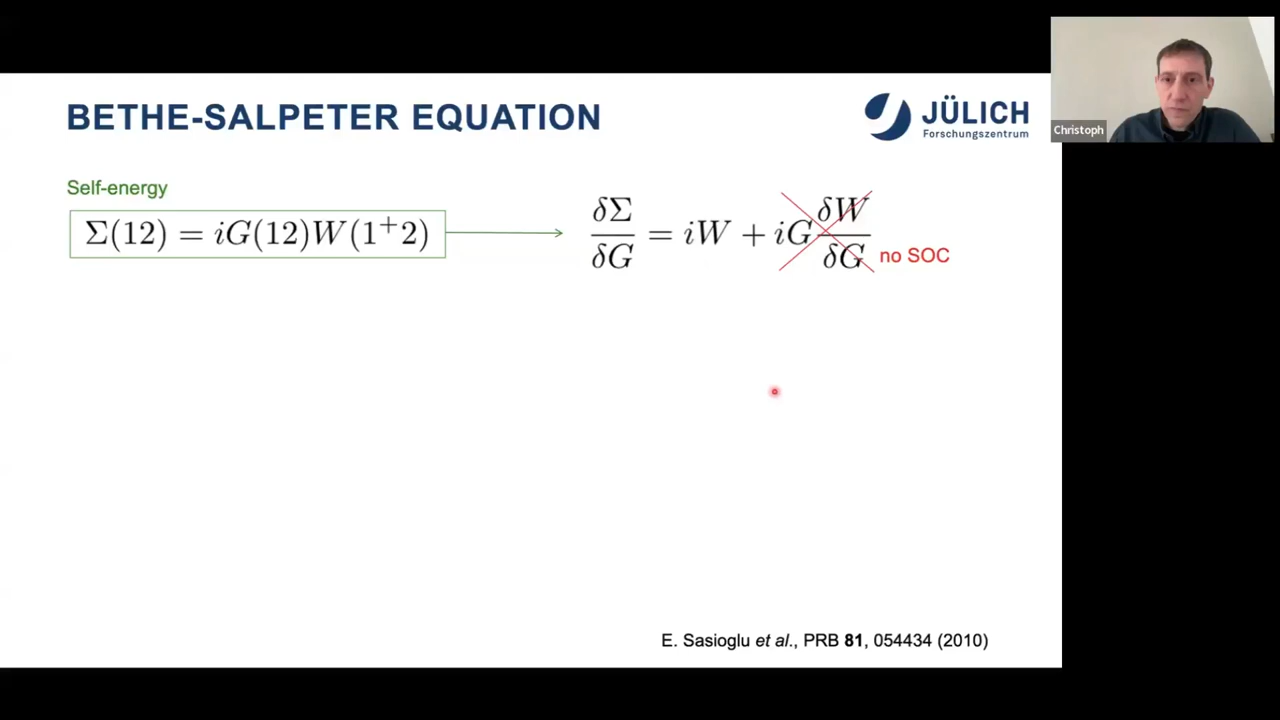 BETHE-SALPETER EQUATION
JÜLICH
Forschungszentrum
Christoph
Self-energy
Σ(12) = iG(12)W(1⁺2)
δΣ/δG = iW + iG δW/δG
no SOC
E. Sasioglu et al., PRB 81, 054434 (2010)